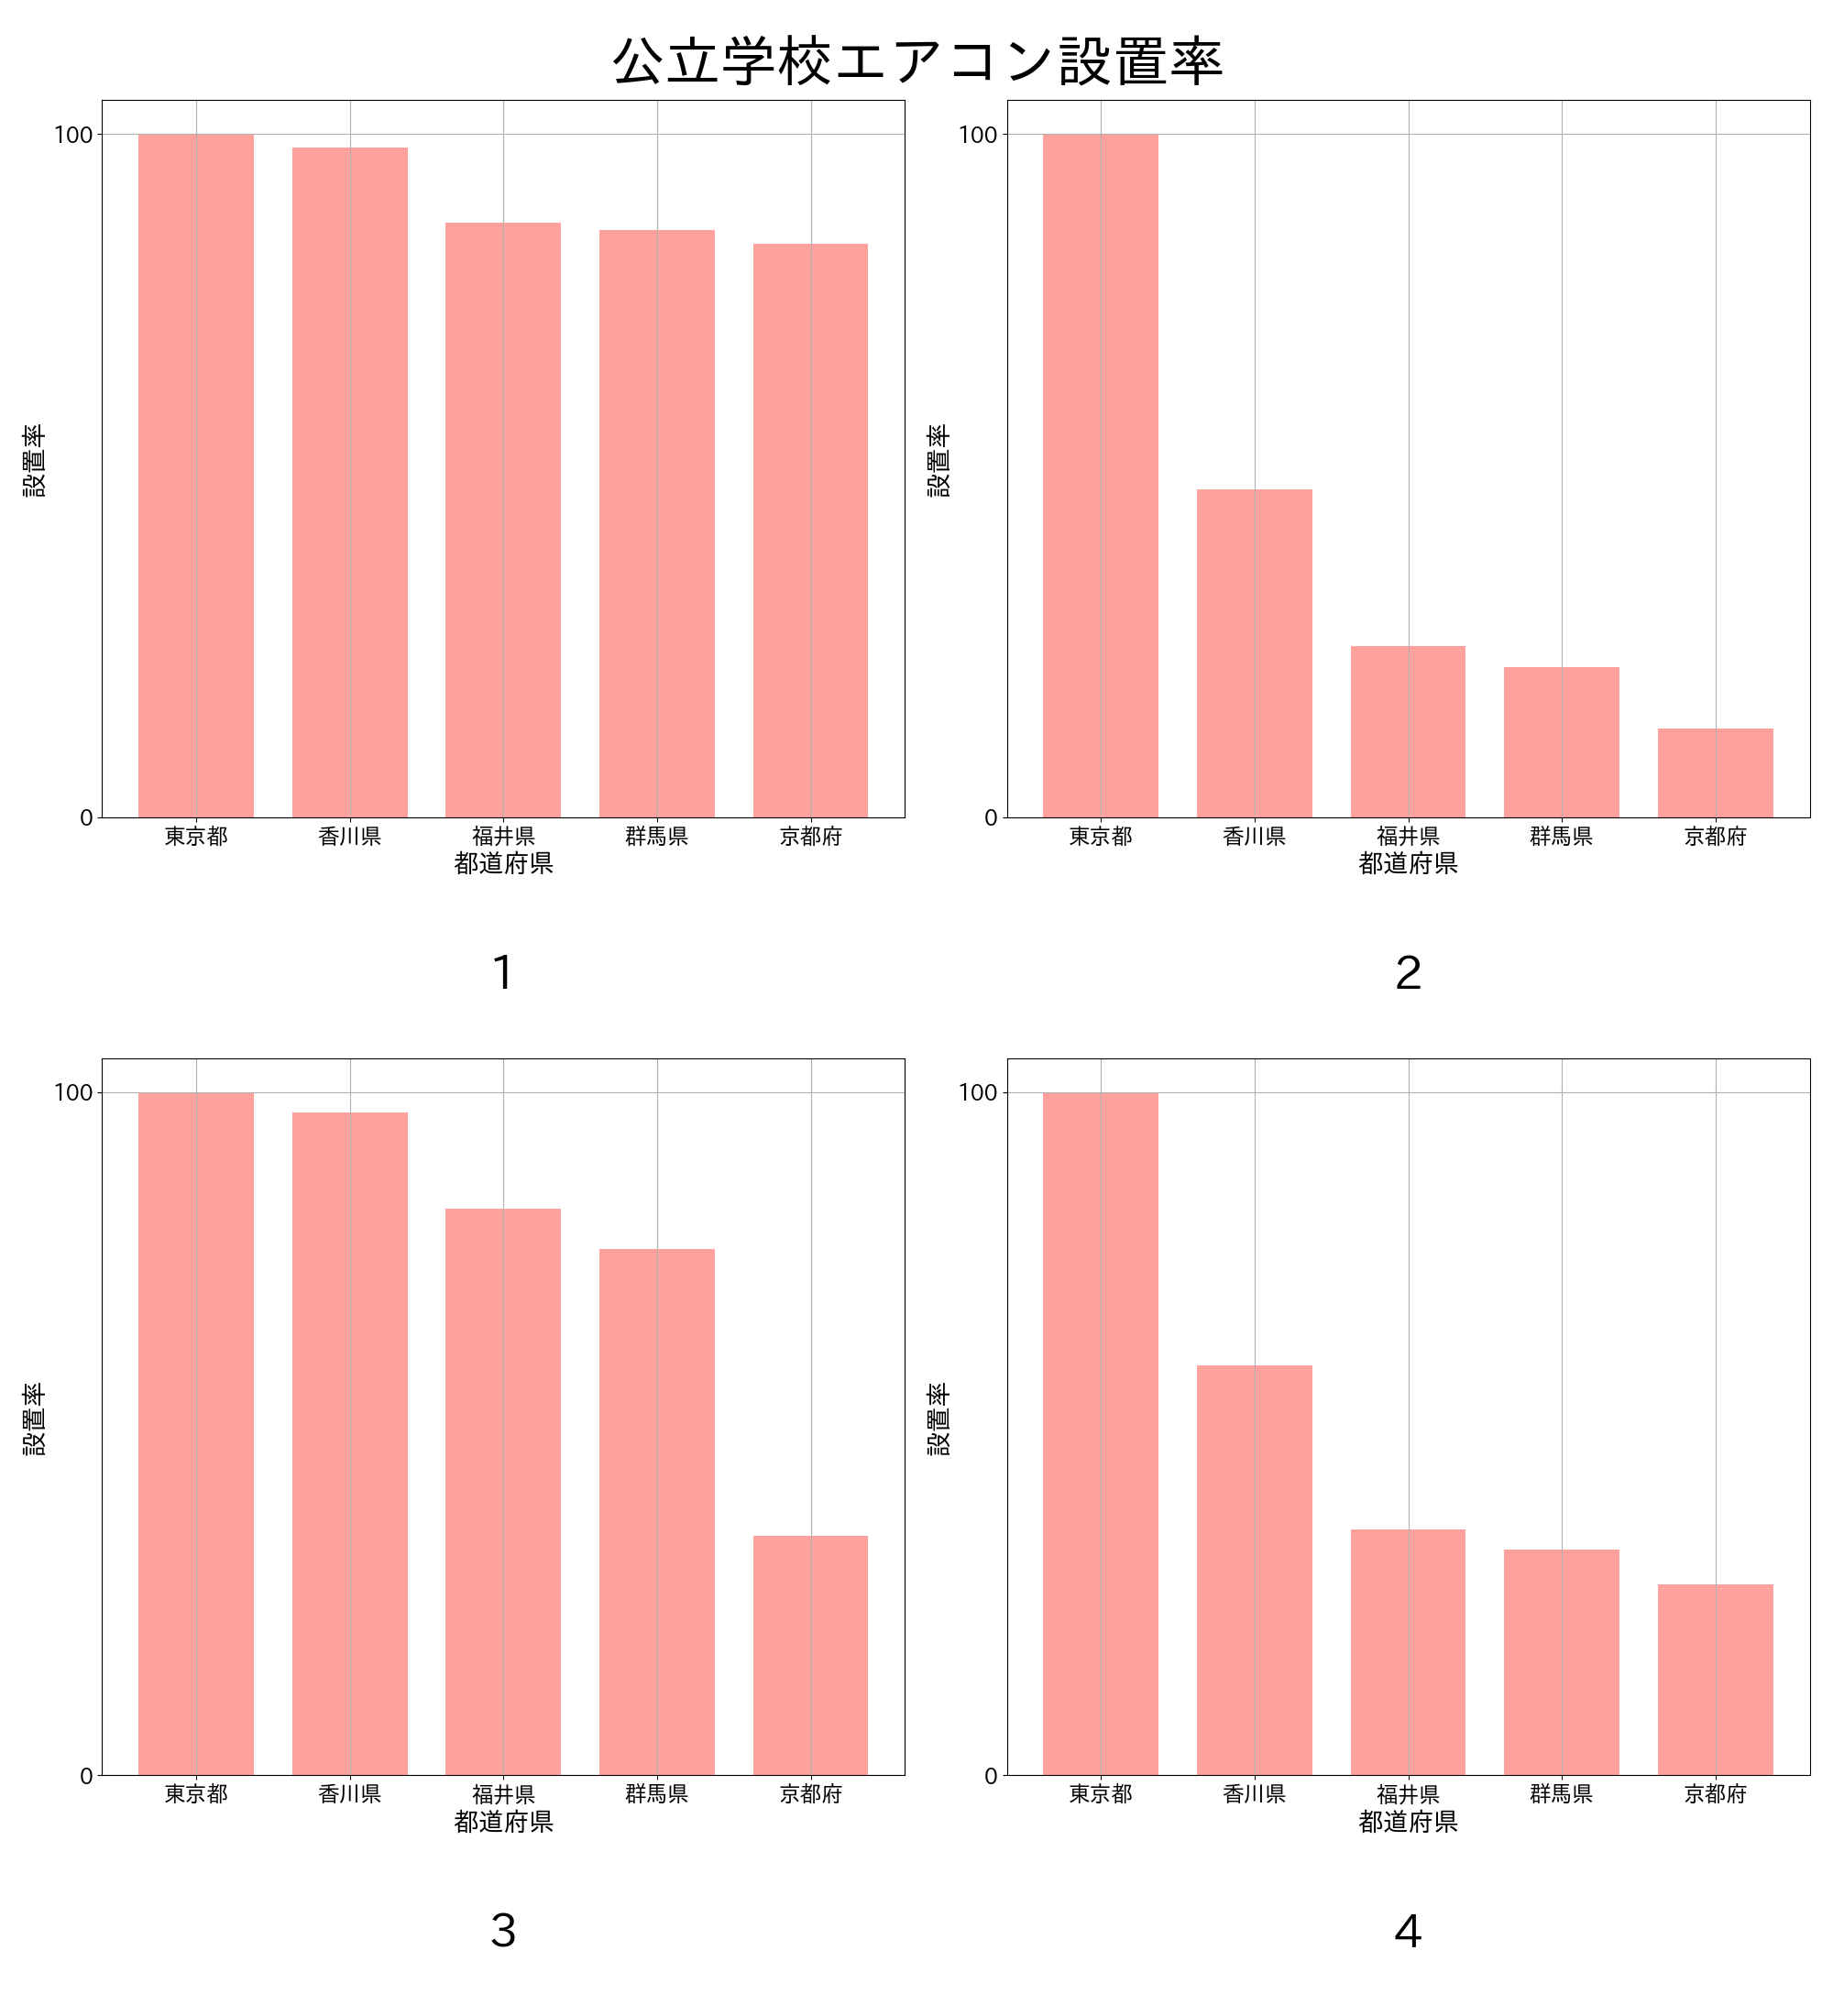 公立学校エアコン設置率
100
0
設置率
東京都 香川県 福井県 群馬県 京都府
都道府県
1
100
0
設置率
東京都 香川県 福井県 群馬県 京都府
都道府県
2
100
0
設置率
東京都 香川県 福井県 群馬県 京都府
都道府県
3
100
0
設置率
東京都 香川県 福井県 群馬県 京都府
都道府県
4